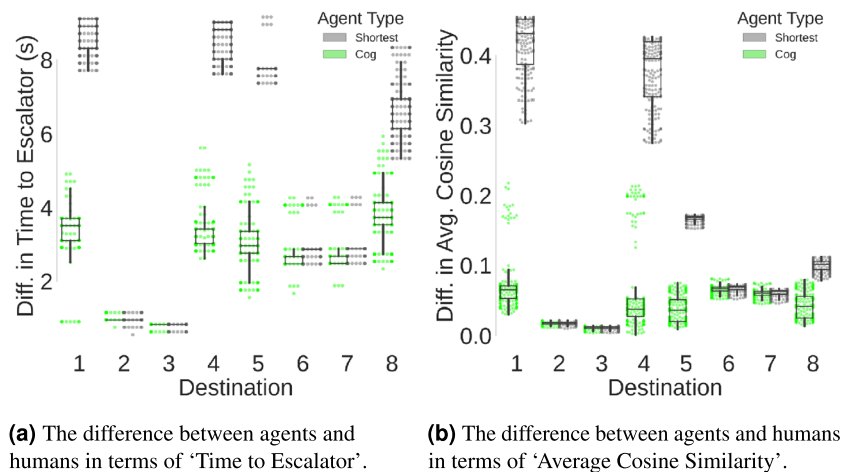 Agent Type
Shortest
Cog
Diff. in Time to Escalator (s)
8
6
4
2
1 2 3 4 5 6 7 8
Destination
Agent Type
Shortest
Cog
Diff. in Avg. Cosine Similarity
0.4
0.3
0.2
0.1
0.0
1 2 3 4 5 6 7 8
Destination
(a) The difference between agents and
humans in terms of ‘Time to Escalator’.
(b) The difference between agents and humans
in terms of ‘Average Cosine Similarity’.